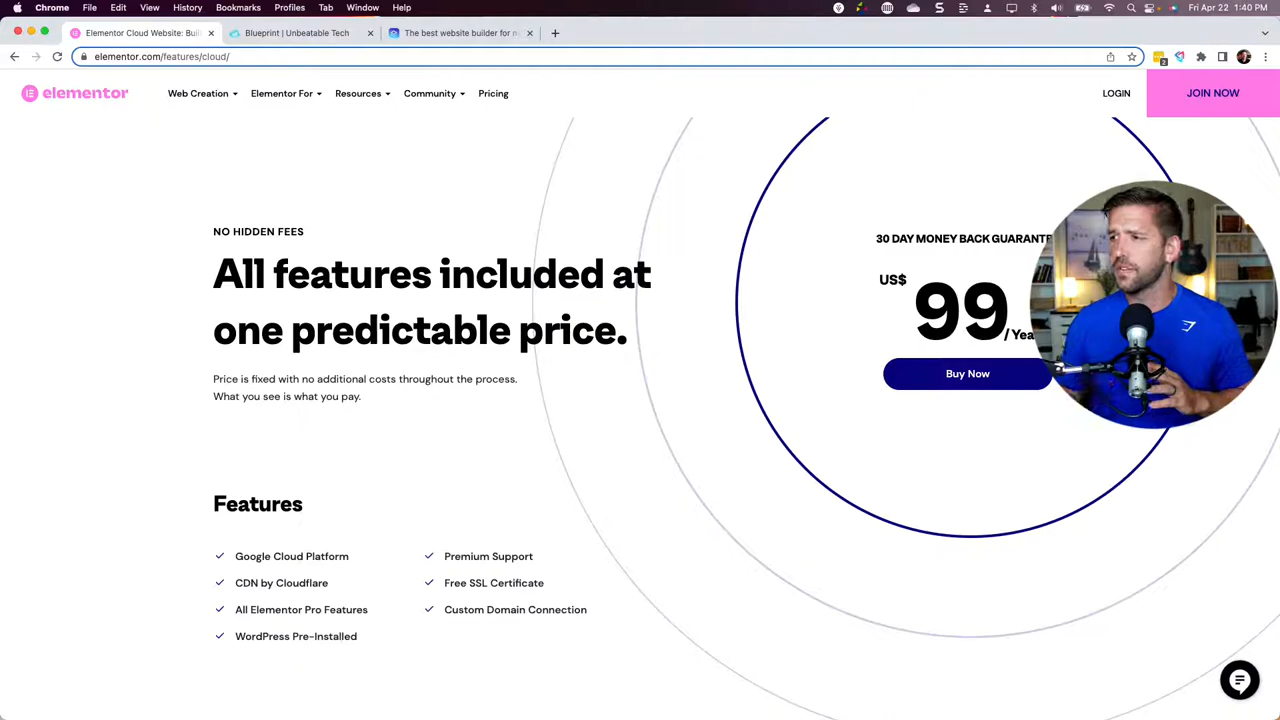 Chrome File Edit View History Bookmarks Profiles Tab Window Help Fri Apr 22 1:40 PM
Elementor Cloud Website: Buil Blueprint | Unbeatable Tech The best website builder for n
elementor.com/features/cloud/
2
elementor Web Creation Elementor For Resources Community Pricing LOGIN JOIN NOW
NO HIDDEN FEES
All features included at
one predictable price.
Price is fixed with no additional costs throughout the process.
What you see is what you pay.
30 DAY MONEY BACK GUARANTE
US$ 99 / Yea
Buy Now
Features
Google Cloud Platform
CDN by Cloudflare
All Elementor Pro Features
WordPress Pre-Installed
Premium Support
Free SSL Certificate
Custom Domain Connection